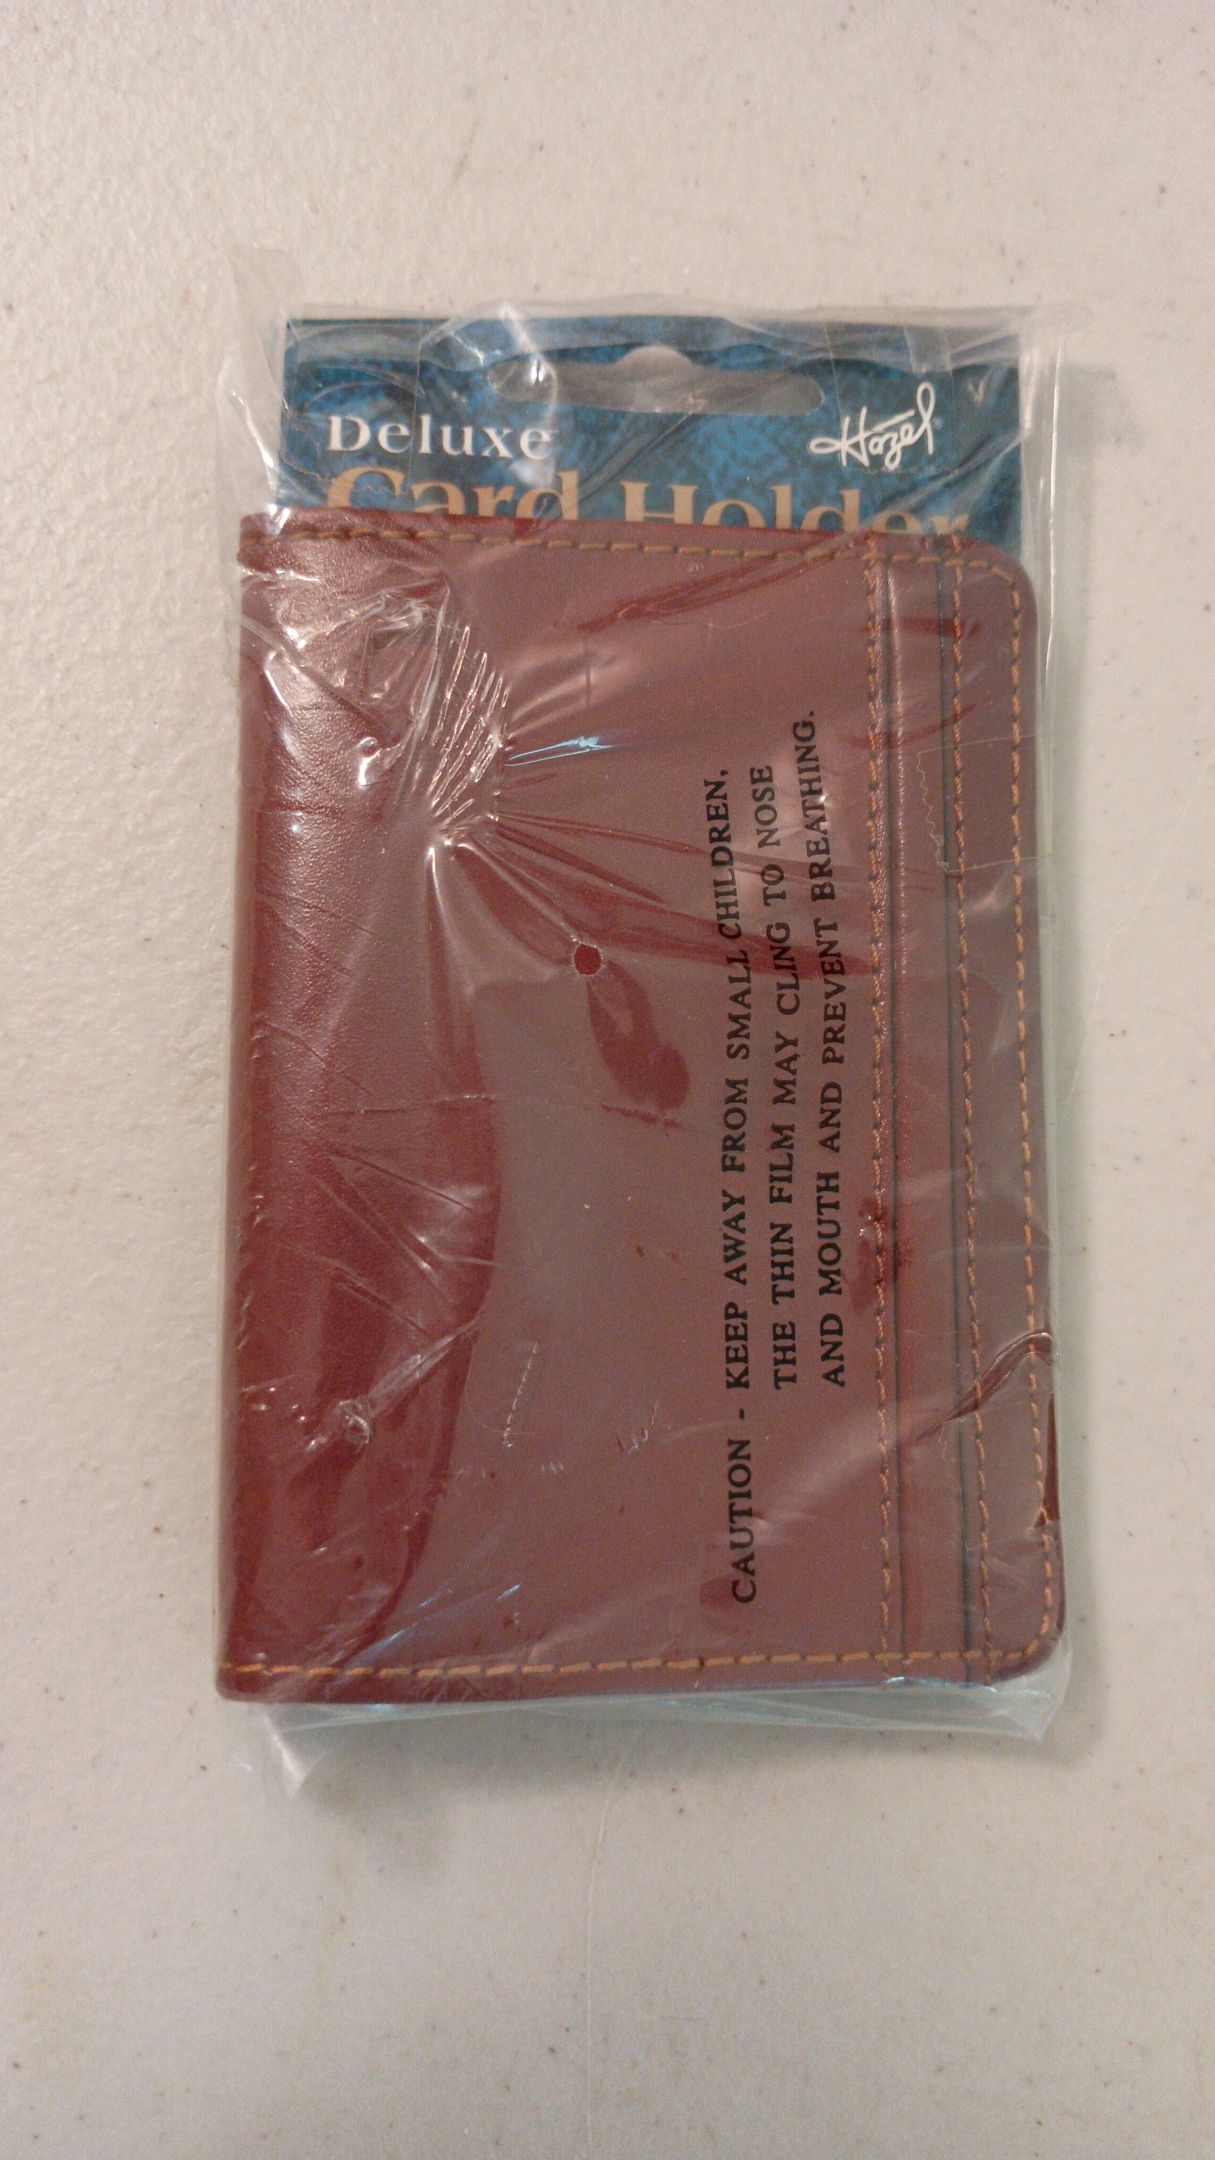 Deluxe
Hazel
Card Holder
CAUTION - KEEP AWAY FROM SMALL CHILDREN,
THE THIN FILM MAY CLING TO NOSE
AND MOUTH AND PREVENT BREATHING.